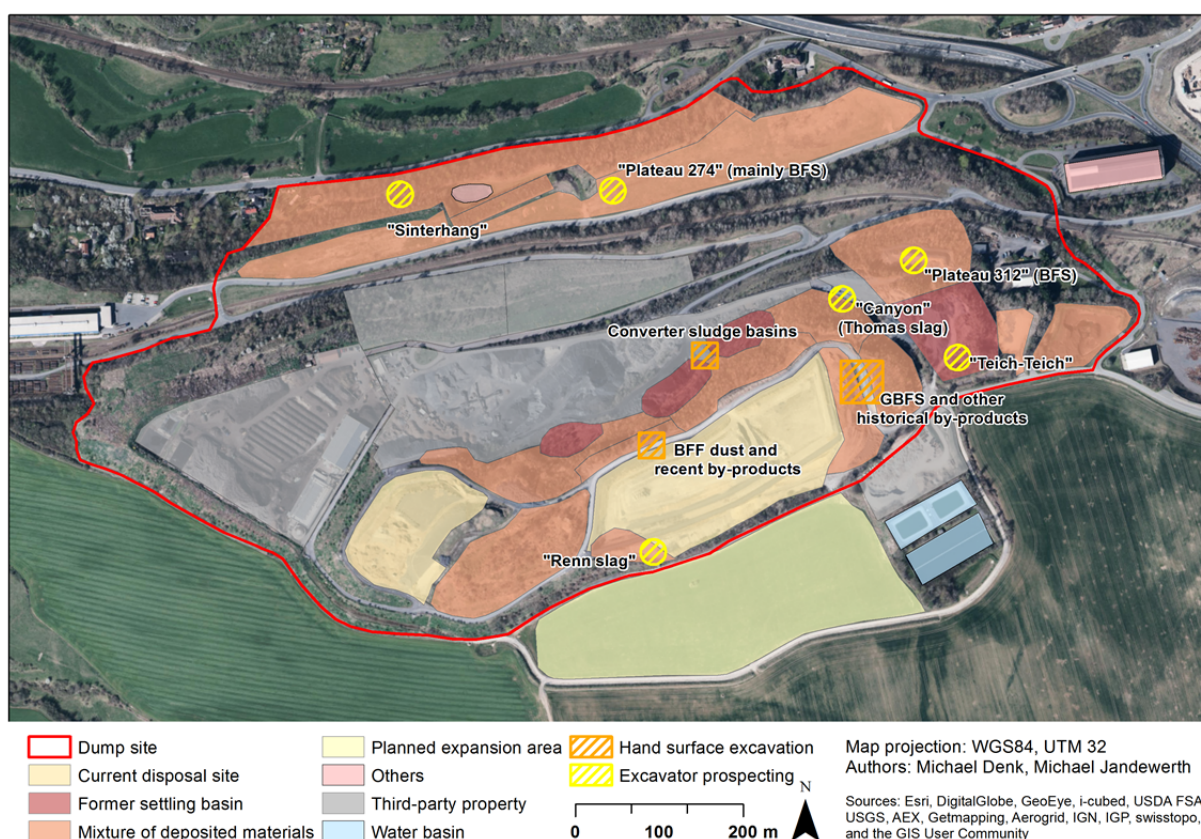 "Plateau 274" (mainly BFS)
"Sinterhang"
"Plateau 312" (BFS)
"Canyon"
(Thomas slag)
Converter sludge basins
"Teich-Teich"
GBFS and other
historical by-products
BFF dust and
recent by-products
"Renn slag"
Dump site
Current disposal site
Former settling basin
Mixture of deposited materials
Planned expansion area
Others
Third-party property
Water basin
Hand surface excavation
Excavator prospecting
0 100 200 m
N
Map projection: WGS84, UTM 32
Authors: Michael Denk, Michael Jandewerth
Sources: Esri, DigitalGlobe, GeoEye, i-cubed, USDA FSA,
USGS, AEX, Getmapping, Aerogrid, IGN, IGP, swisstopo,
and the GIS User Community